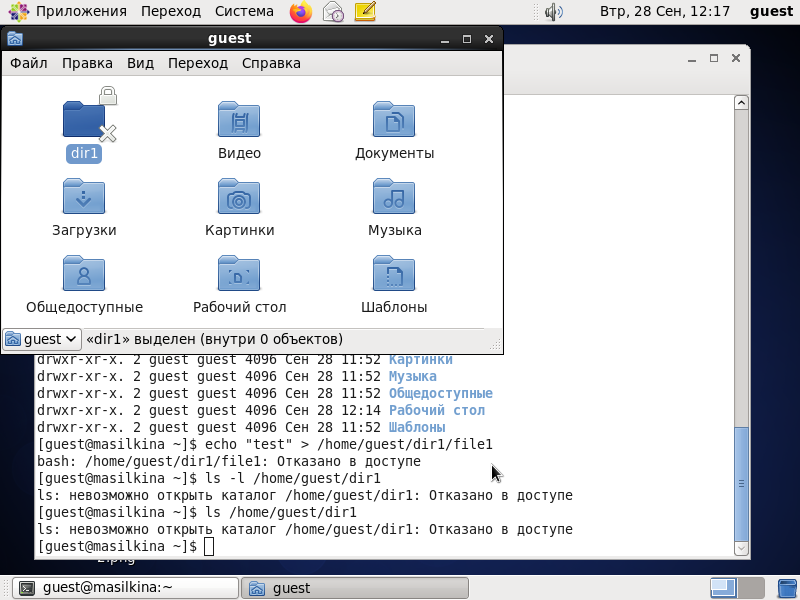 Приложения Переход Система Втр, 28 Сен, 12:17 guest
guest
Файл Правка Вид Переход Справка
dir1 Видео Документы
Загрузки Картинки Музыка
Общедоступные Рабочий стол Шаблоны
guest «dir1» выделен (внутри 0 объектов)
drwxr-xr-x. 2 guest guest 4096 Сен 28 11:52 Картинки
drwxr-xr-x. 2 guest guest 4096 Сен 28 11:52 Музыка
drwxr-xr-x. 2 guest guest 4096 Сен 28 11:52 Общедоступные
drwxr-xr-x. 2 guest guest 4096 Сен 28 12:14 Рабочий стол
drwxr-xr-x. 2 guest guest 4096 Сен 28 11:52 Шаблоны
[guest@masilkina ~]$ echo "test" > /home/guest/dir1/file1
bash: /home/guest/dir1/file1: Отказано в доступе
[guest@masilkina ~]$ ls -l /home/guest/dir1
ls: невозможно открыть каталог /home/guest/dir1: Отказано в доступе
[guest@masilkina ~]$ ls /home/guest/dir1
ls: невозможно открыть каталог /home/guest/dir1: Отказано в доступе
[guest@masilkina ~]$
guest@masilkina:~ guest